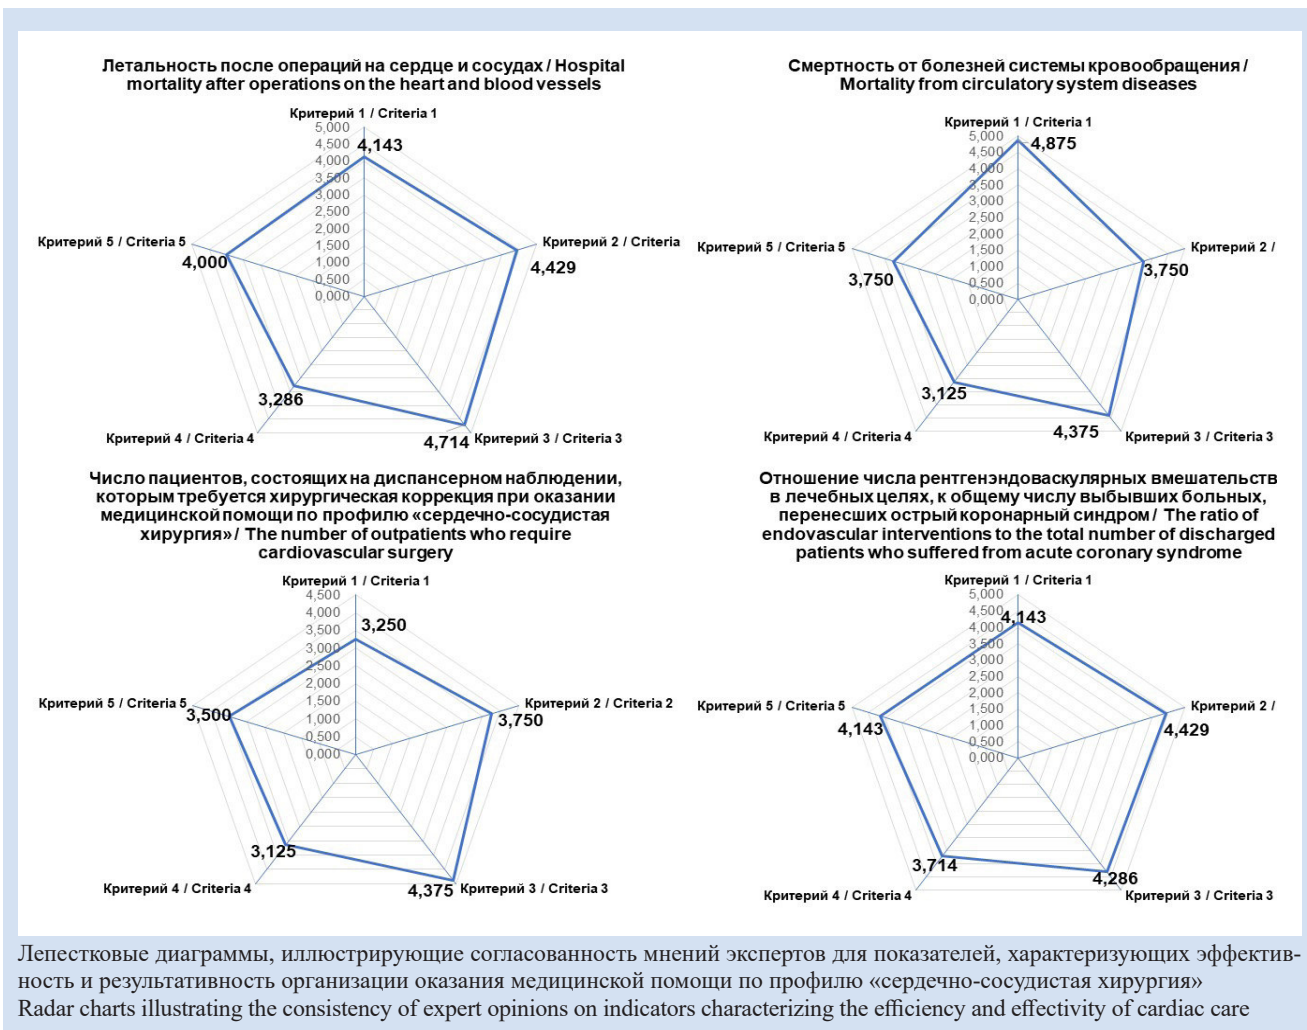 Летальность после операций на сердце и сосудах / Hospital
mortality after operations on the heart and blood vessels
Критерий 1 / Criteria 1
5,000
4,500
4,000
3,500
3,000
2,500
2,000
1,500
1,000
0,500
0,000
4,143
Критерий 2 / Criteria
4,429
Критерий 3 / Criteria 3
4,714
Критерий 4 / Criteria 4
3,286
Критерий 5 / Criteria 5
4,000
Смертность от болезней системы кровообращения /
Mortality from circulatory system diseases
Критерий 1 / Criteria 1
5,000
4,500
4,000
3,500
3,000
2,500
2,000
1,500
1,000
0,500
0,000
4,875
Критерий 2 /
3,750
Критерий 3 / Criteria 3
4,375
Критерий 4 / Criteria 4
3,125
Критерий 5 / Criteria 5
3,750
Число пациентов, состоящих на диспансерном наблюдении,
которым требуется хирургическая коррекция при оказании
медицинской помощи по профилю «сердечно-сосудистая
хирургия» / The number of outpatients who require
cardiovascular surgery
Критерий 1 / Criteria 1
4,500
4,000
3,500
3,000
2,500
2,000
1,500
1,000
0,500
0,000
3,250
Критерий 2 / Criteria 2
3,750
Критерий 3 / Criteria 3
4,375
Критерий 4 / Criteria 4
3,125
Критерий 5 / Criteria 5
3,500
Отношение числа рентгенэндоваскулярных вмешательств
в лечебных целях, к общему числу выбывших больных,
перенесших острый коронарный синдром / The ratio of
endovascular interventions to the total number of discharged
patients who suffered from acute coronary syndrome
Критерий 1 / Criteria 1
5,000
4,500
4,000
3,500
3,000
2,500
2,000
1,500
1,000
0,500
0,000
4,143
Критерий 2 /
4,429
Критерий 3 / Criteria 3
4,286
Критерий 4 / Criteria 4
3,714
Критерий 5 / Criteria 5
4,143
Лепестковые диаграммы, иллюстрирующие согласованность мнений экспертов для показателей, характеризующих эффектив-
ность и результативность организации оказания медицинской помощи по профилю «сердечно-сосудистая хирургия»
Radar charts illustrating the consistency of expert opinions on indicators characterizing the efficiency and effectivity of cardiac care